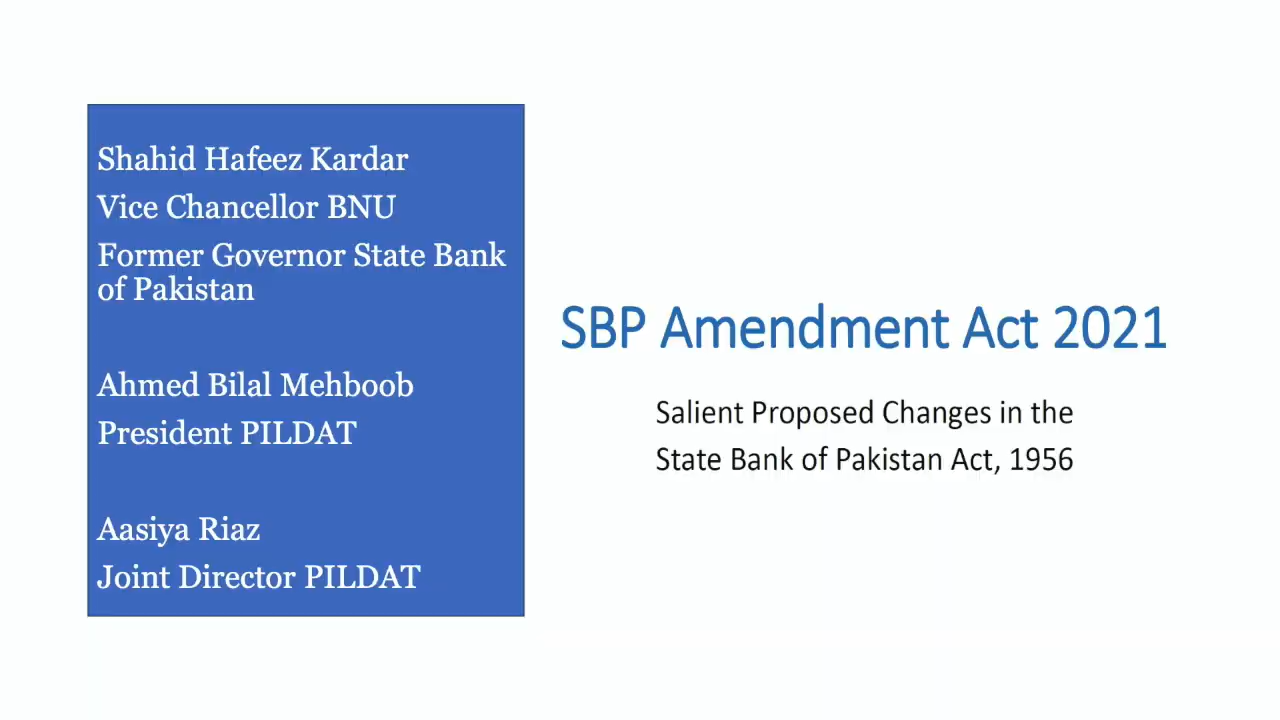 Shahid Hafeez Kardar
Vice Chancellor BNU
Former Governor State Bank
of Pakistan
Ahmed Bilal Mehboob
President PILDAT
Aasiya Riaz
Joint Director PILDAT
SBP Amendment Act 2021
Salient Proposed Changes in the
State Bank of Pakistan Act, 1956